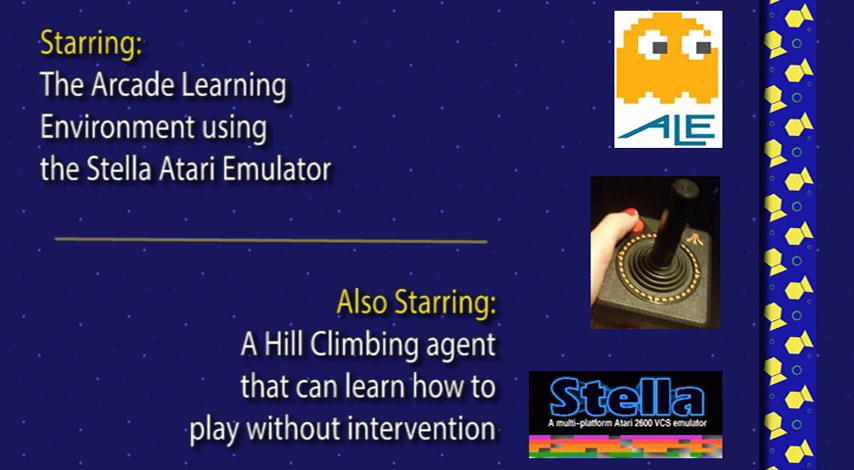 Starring:
The Arcade Learning
Environment using
the Stella Atari Emulator
ALE
Also Starring:
A Hill Climbing agent
that can learn how to
play without intervention
Stella
A multi-platform Atari 2600 VCS emulator